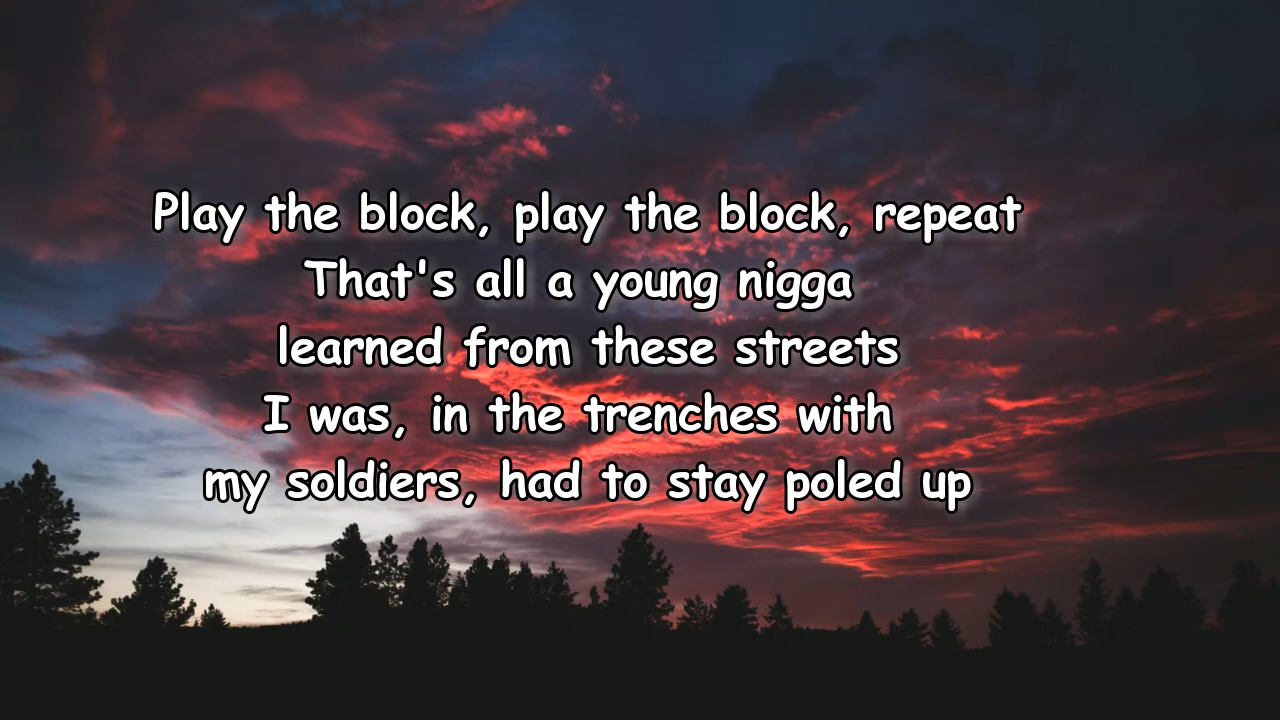 Play the block, play the block, repeat
That's all a young nigga
learned from these streets
I was, in the trenches with
my soldiers, had to stay poled up